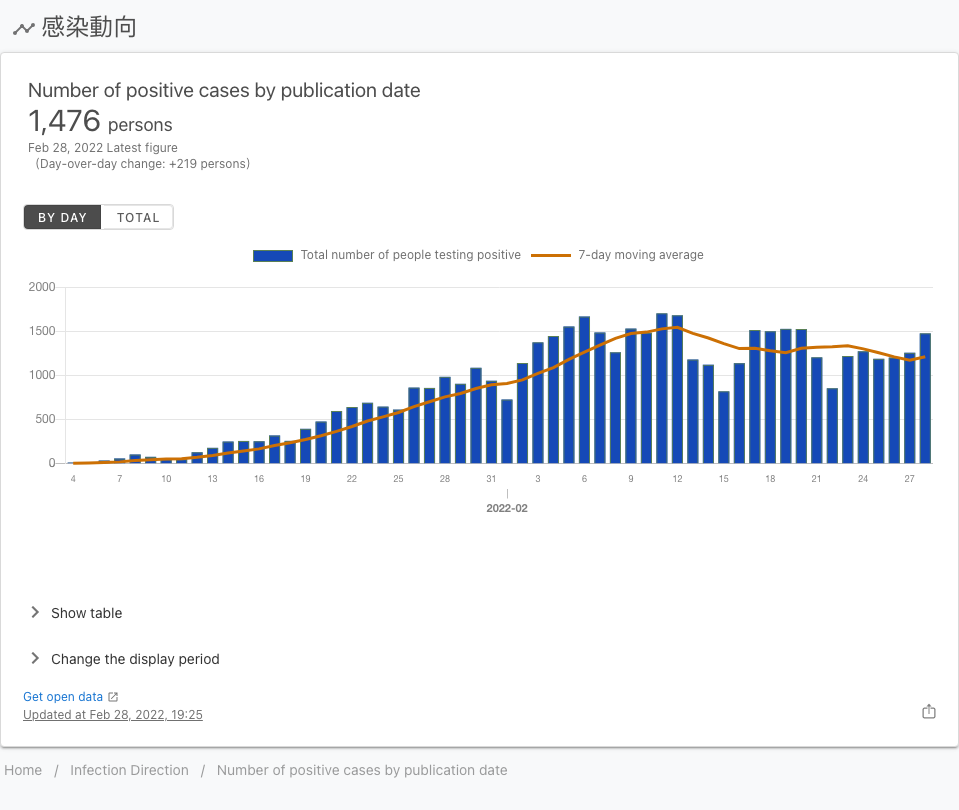 感染動向
Number of positive cases by publication date
1,476 persons
Feb 28, 2022 Latest figure
(Day-over-day change: +219 persons)
BY DAY TOTAL
Total number of people testing positive 7-day moving average
2000
1500
1000
500
0
4 7 10 13 16 19 22 25 28 31 3 6 9 12 15 18 21 24 27
2022-02
Show table
Change the display period
Get open data
Updated at Feb 28, 2022, 19:25
Home / Infection Direction / Number of positive cases by publication date